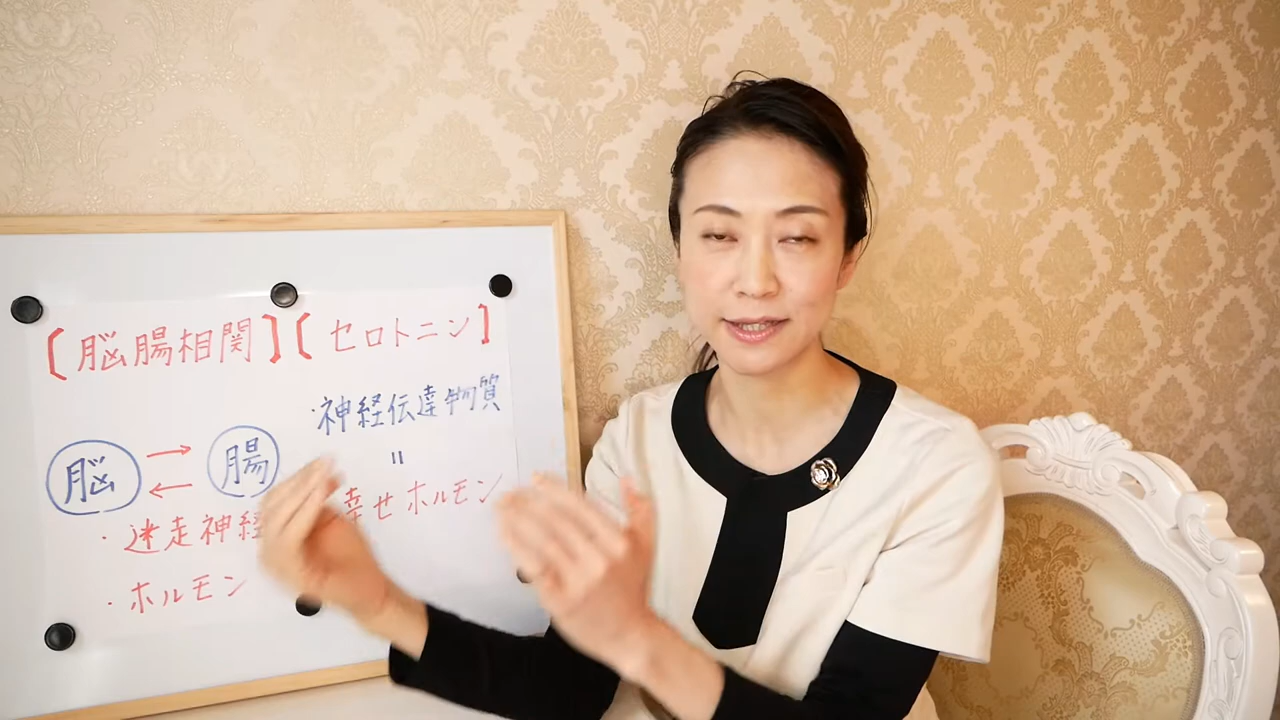 【脳腸相関】【セロトニン】
・神経伝達物質
〃
脳 → ← 腸
幸せホルモン
・迷走神経
・ホルモン